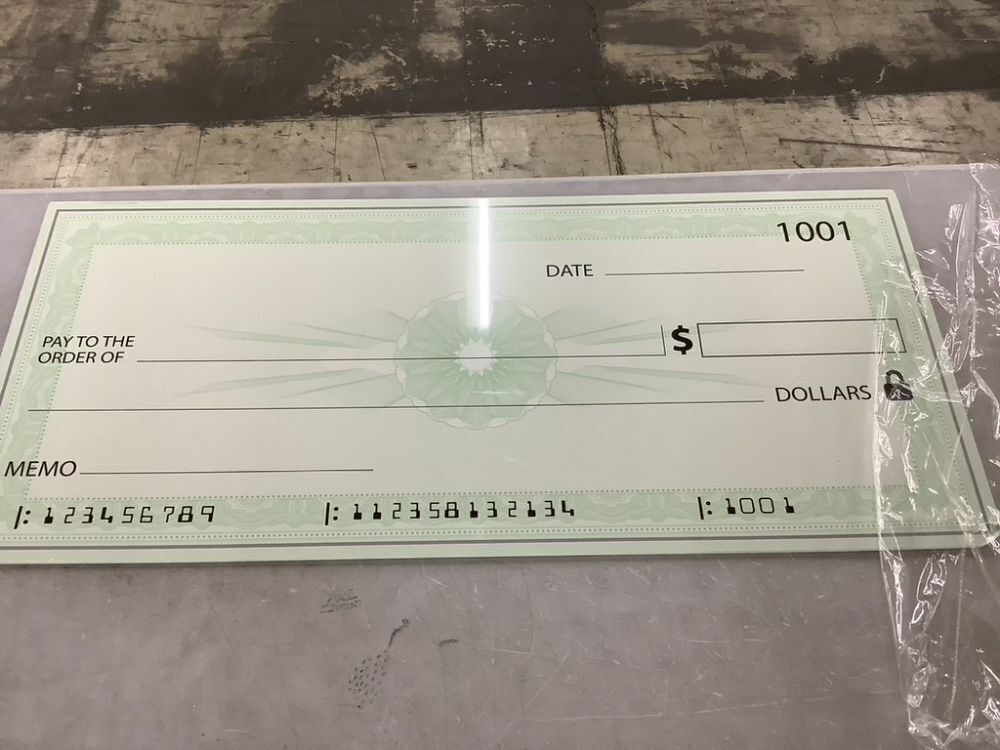 1001
DATE
PAY TO THE
ORDER OF
$
DOLLARS
MEMO
|: 123456789 |: 112358132134 |: 1001